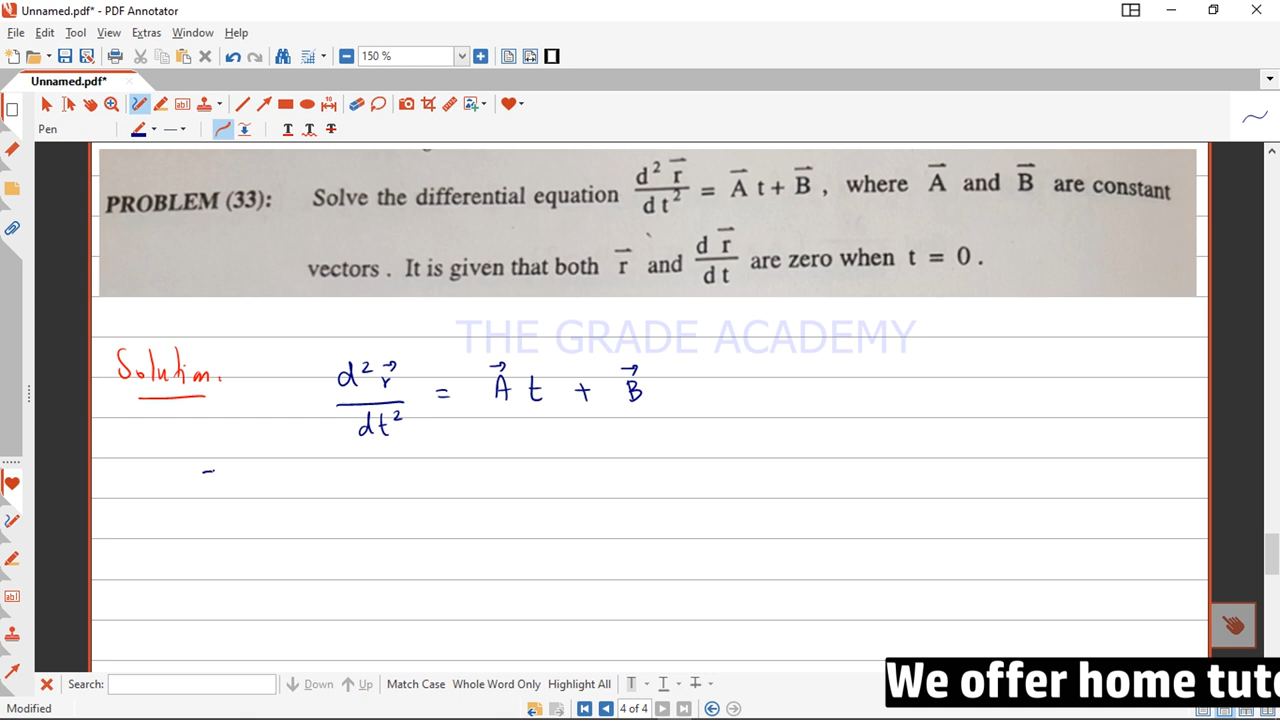 Unnamed.pdf* - PDF Annotator
File Edit Tool View Extras Window Help
150 %
Unnamed.pdf*
Pen
PROBLEM (33): Solve the differential equation d²r⃗/dt² = A⃗ t + B⃗ , where A⃗ and B⃗ are constant
vectors . It is given that both r⃗ and dr⃗/dt are zero when t = 0 .
THE GRADE ACADEMY
Solution. d²r⃗/dt² = A⃗ t + B⃗
We offer home tut
Search: Down Up Match Case Whole Word Only Highlight All T T T
Modified 4 of 4